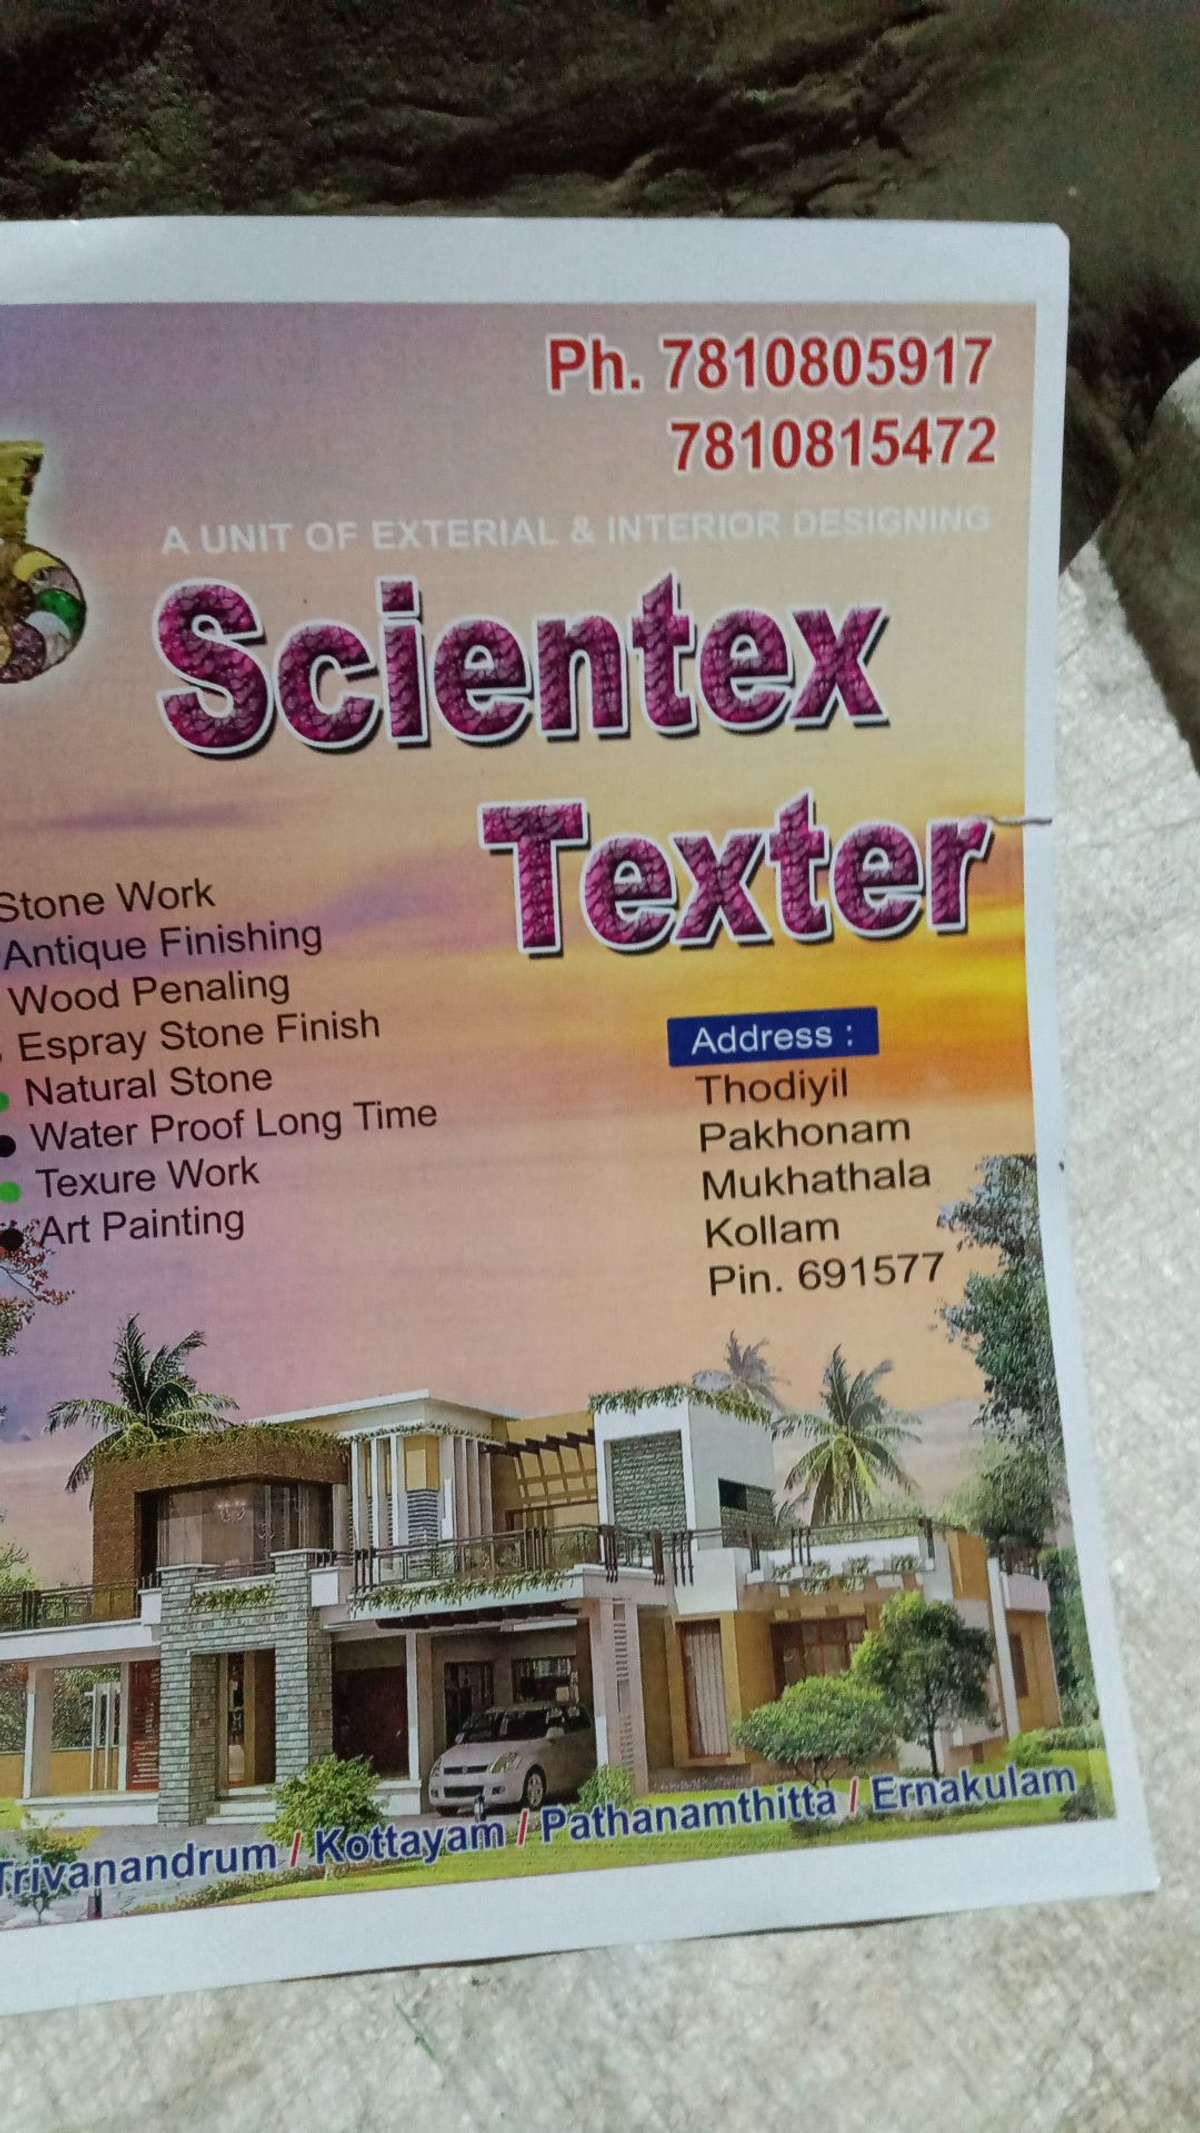 Ph. 7810805917
7810815472
A UNIT OF EXTERIAL & INTERIOR DESIGNING
Scientex
Texter
Stone Work
Antique Finishing
Wood Penaling
Espray Stone Finish
Natural Stone
Water Proof Long Time
Texure Work
Art Painting
Address :
Thodiyil
Pakhonam
Mukhathala
Kollam
Pin. 691577
Trivanandrum / Kottayam / Pathanamthitta / Ernakulam